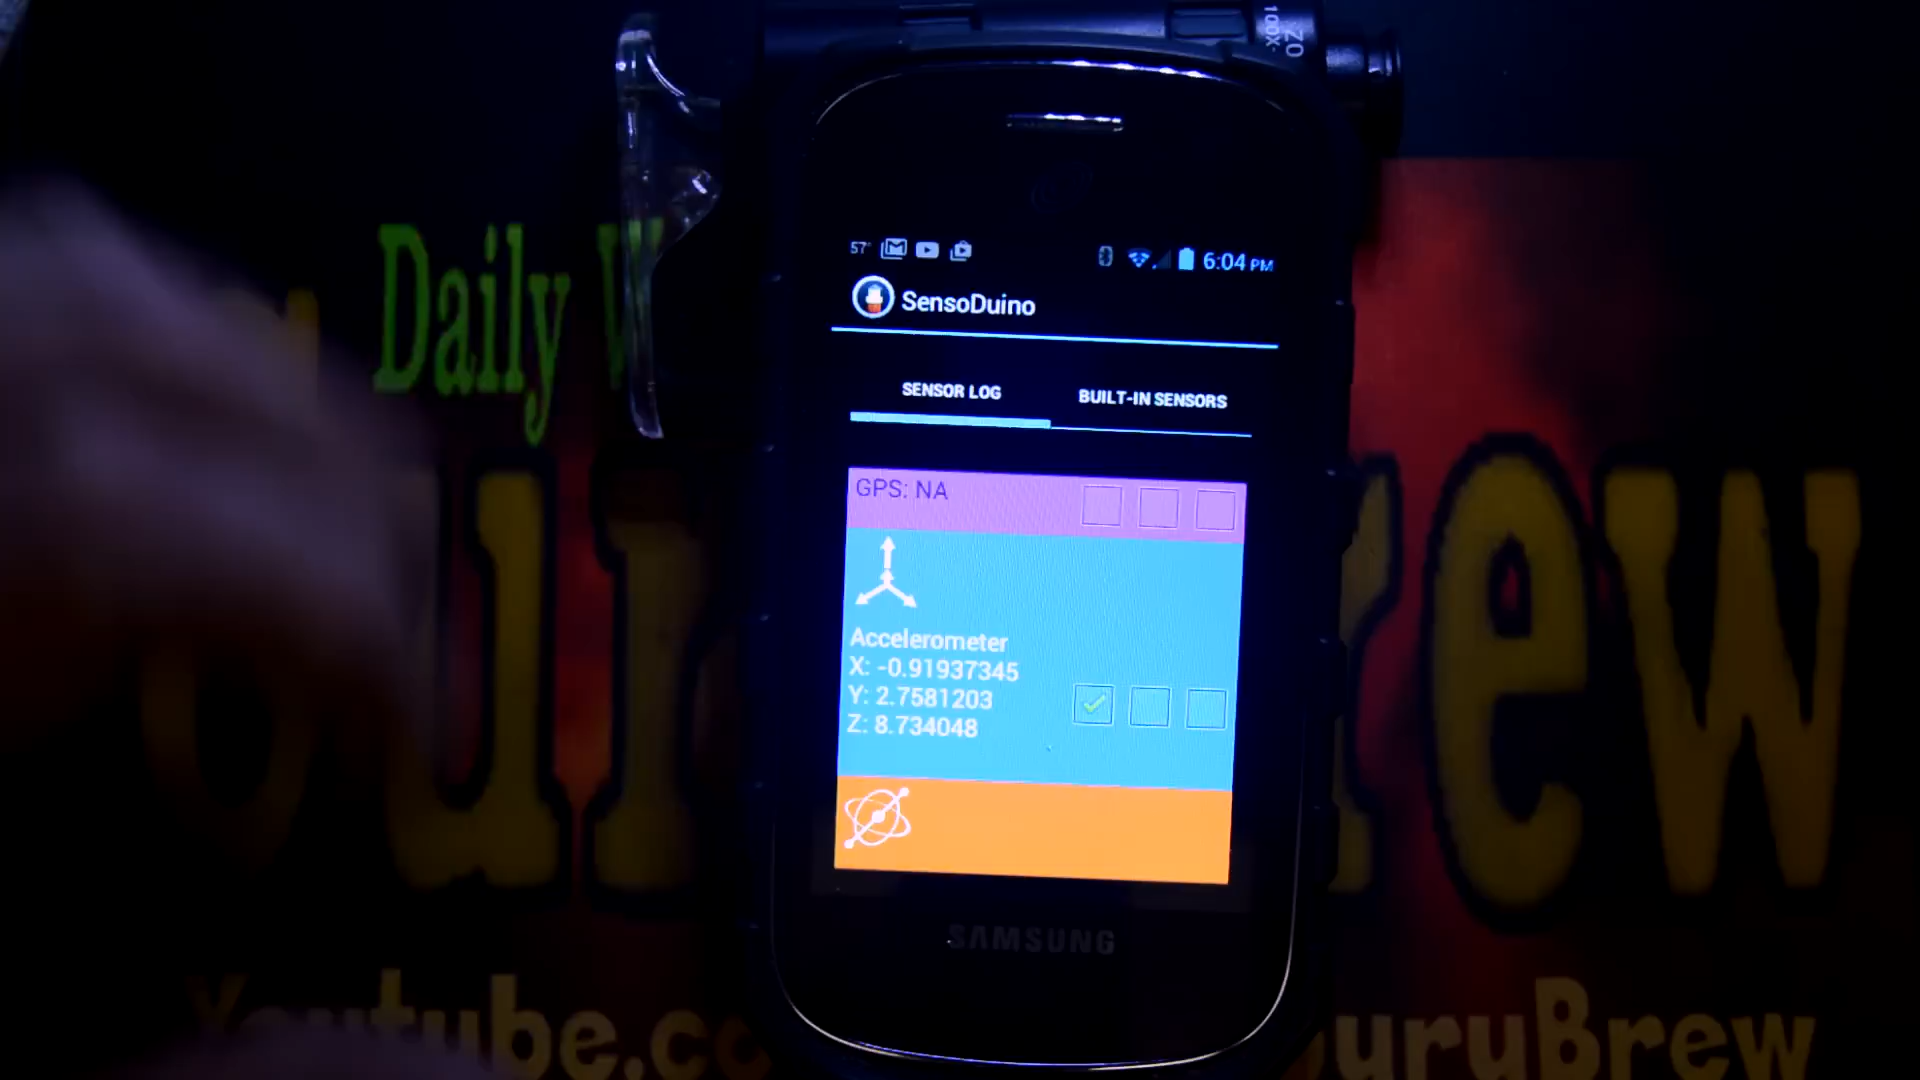 100X-
ZO
Daily W
57°
6:04 PM
SensoDuino
SENSOR LOG
BUILT-IN SENSORS
GPS: NA
Accelerometer
X: -0.91937345
Y: 2.7581203
Z: 8.734048
SAMSUNG
uruBrew